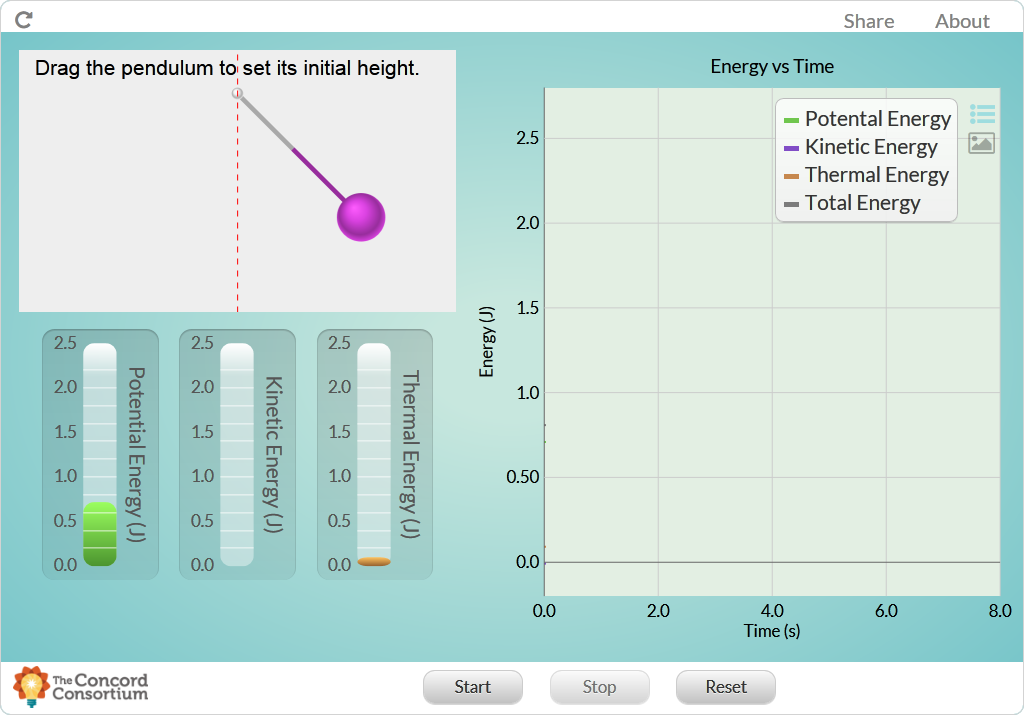 Share About
Drag the pendulum to set its initial height.
2.5
2.0
1.5
1.0
0.5
0.0
Potential Energy (J)
2.5
2.0
1.5
1.0
0.5
0.0
Kinetic Energy (J)
2.5
2.0
1.5
1.0
0.5
0.0
Thermal Energy (J)
Energy vs Time
Potental Energy
Kinetic Energy
Thermal Energy
Total Energy
Energy (J)
2.5
2.0
1.5
1.0
0.50
0.0
0.0 2.0 4.0 6.0 8.0
Time (s)
The Concord
Consortium
Start Stop Reset